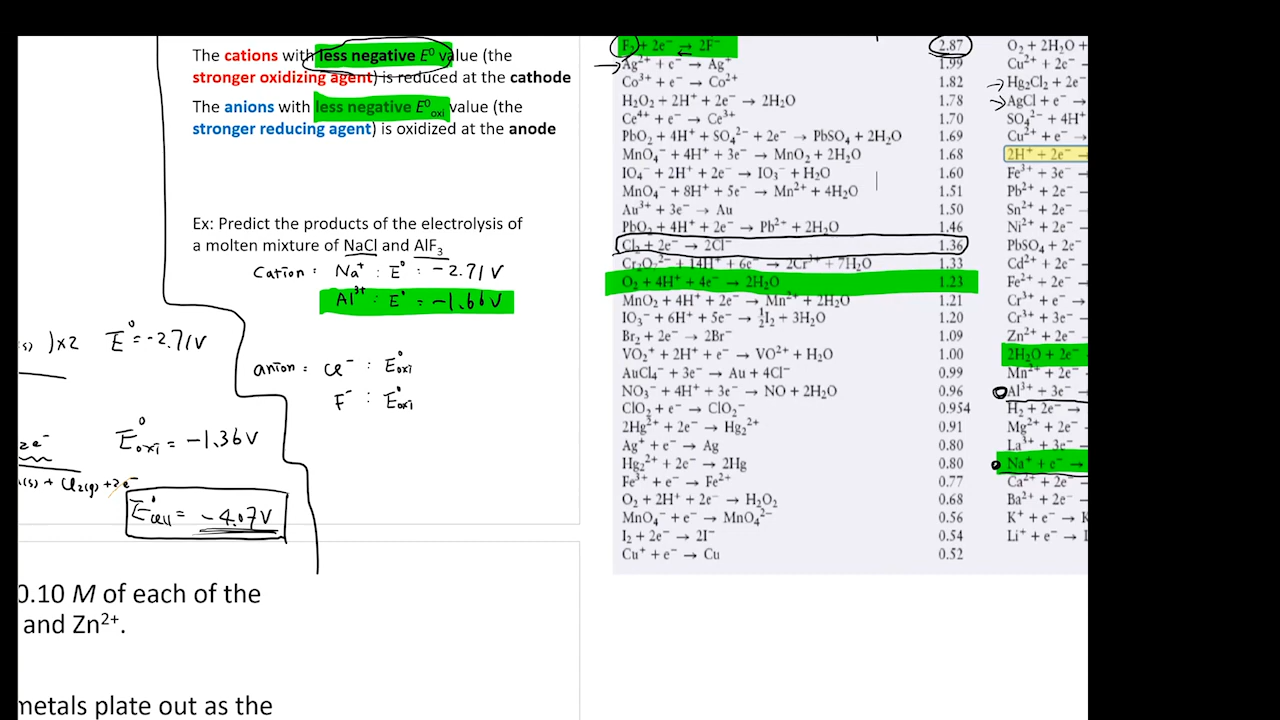 The cations with less negative E⁰ value (the
stronger oxidizing agent) is reduced at the cathode
The anions with less negative E⁰oxi value (the
stronger reducing agent) is oxidized at the anode
Ex: Predict the products of the electrolysis of
a molten mixture of NaCl and AlF₃
Cation : Na⁺ : E° = -2.71 V
Al³⁺ : E° = -1.66 V
anion : Cl⁻ : E°oxi
F⁻ : E°oxi
(s) )x2 E° = -2.71V
2e⁻
E°oxi = -1.36V
(s) + Cl₂(g) + 2e⁻
E°cell = -4.07V
0.10 M of each of the
and Zn²⁺.
metals plate out as the
F₂ + 2e⁻ → 2F⁻ 2.87
Ag²⁺ + e⁻ → Ag⁺ 1.99
Co³⁺ + e⁻ → Co²⁺ 1.82
H₂O₂ + 2H⁺ + 2e⁻ → 2H₂O 1.78
Ce⁴⁺ + e⁻ → Ce³⁺ 1.70
PbO₂ + 4H⁺ + SO₄²⁻ + 2e⁻ → PbSO₄ + 2H₂O 1.69
MnO₄⁻ + 4H⁺ + 3e⁻ → MnO₂ + 2H₂O 1.68
IO₄⁻ + 2H⁺ + 2e⁻ → IO₃⁻ + H₂O 1.60
MnO₄⁻ + 8H⁺ + 5e⁻ → Mn²⁺ + 4H₂O 1.51
Au³⁺ + 3e⁻ → Au 1.50
PbO₂ + 4H⁺ + 2e⁻ → Pb²⁺ + 2H₂O 1.46
Cl₂ + 2e⁻ → 2Cl⁻ 1.36
Cr₂O₇²⁻ + 14H⁺ + 6e⁻ → 2Cr³⁺ + 7H₂O 1.33
O₂ + 4H⁺ + 4e⁻ → 2H₂O 1.23
MnO₂ + 4H⁺ + 2e⁻ → Mn²⁺ + 2H₂O 1.21
IO₃⁻ + 6H⁺ + 5e⁻ → ½I₂ + 3H₂O 1.20
Br₂ + 2e⁻ → 2Br⁻ 1.09
VO₂⁺ + 2H⁺ + e⁻ → VO²⁺ + H₂O 1.00
AuCl₄⁻ + 3e⁻ → Au + 4Cl⁻ 0.99
NO₃⁻ + 4H⁺ + 3e⁻ → NO + 2H₂O 0.96
ClO₂ + e⁻ → ClO₂⁻ 0.954
2Hg²⁺ + 2e⁻ → Hg₂²⁺ 0.91
Ag⁺ + e⁻ → Ag 0.80
Hg₂²⁺ + 2e⁻ → 2Hg 0.80
Fe³⁺ + e⁻ → Fe²⁺ 0.77
O₂ + 2H⁺ + 2e⁻ → H₂O₂ 0.68
MnO₄⁻ + e⁻ → MnO₄²⁻ 0.56
I₂ + 2e⁻ → 2I⁻ 0.54
Cu⁺ + e⁻ → Cu 0.52
O₂ + 2H₂O +
Cu²⁺ + 2e⁻
Hg₂Cl₂ + 2e⁻
AgCl + e⁻ →
SO₄²⁻ + 4H⁺
Cu²⁺ + e⁻ →
2H⁺ + 2e⁻ →
Fe³⁺ + 3e⁻
Pb²⁺ + 2e⁻
Sn²⁺ + 2e⁻
Ni²⁺ + 2e⁻
PbSO₄ + 2e⁻
Cd²⁺ + 2e⁻
Fe²⁺ + 2e⁻
Cr³⁺ + e⁻ →
Cr³⁺ + 3e⁻
Zn²⁺ + 2e⁻
2H₂O + 2e⁻
Mn²⁺ + 2e⁻
Al³⁺ + 3e⁻
H₂ + 2e⁻ →
Mg²⁺ + 2e⁻
La³⁺ + 3e⁻
Na⁺ + e⁻ →
Ca²⁺ + 2e⁻
Ba²⁺ + 2e⁻
K⁺ + e⁻ → K
Li⁺ + e⁻ →